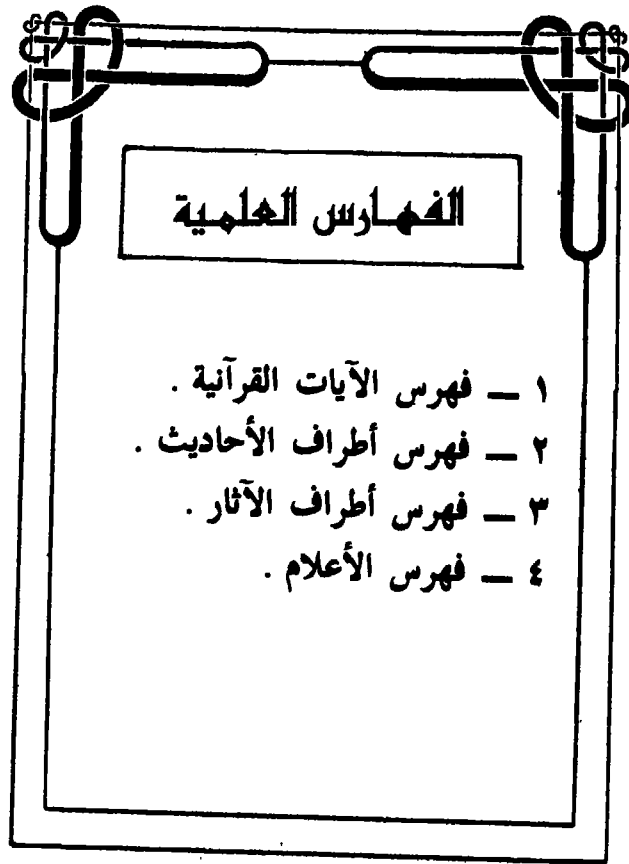 الفهارس العلمية
١ — فهرس الآيات القرآنية .
٢ — فهرس أطراف الأحاديث .
٣ — فهرس أطراف الآثار .
٤ — فهرس الأعلام .